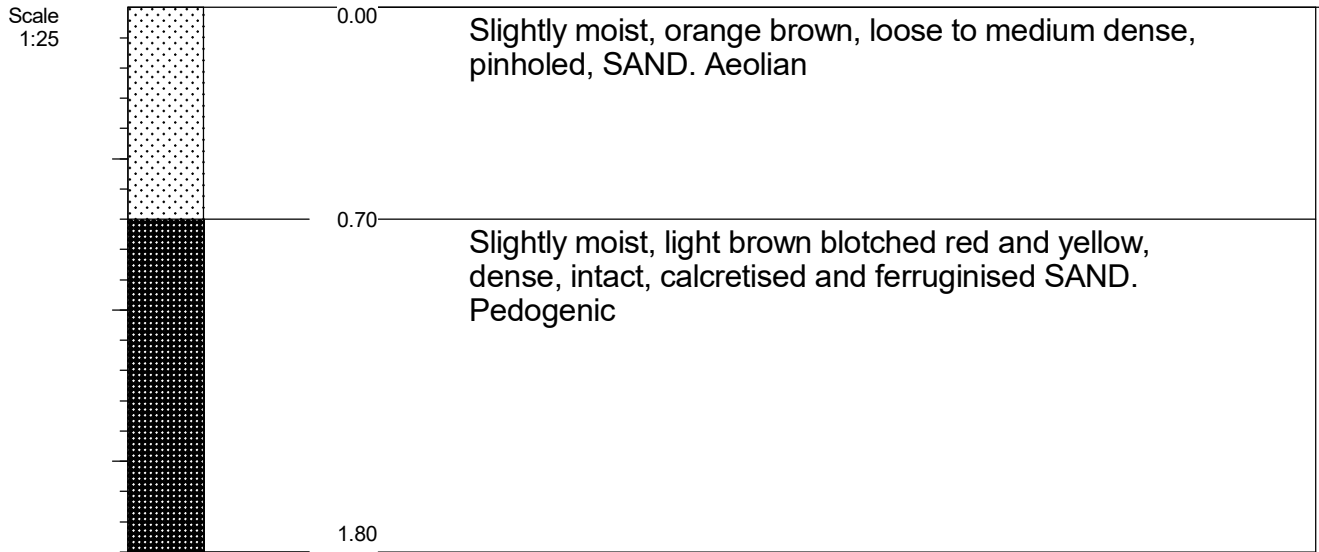 Scale
1:25
0.00
Slightly moist, orange brown, loose to medium dense,
pinholed, SAND. Aeolian
0.70
Slightly moist, light brown blotched red and yellow,
dense, intact, calcretised and ferruginised SAND.
Pedogenic
1.80